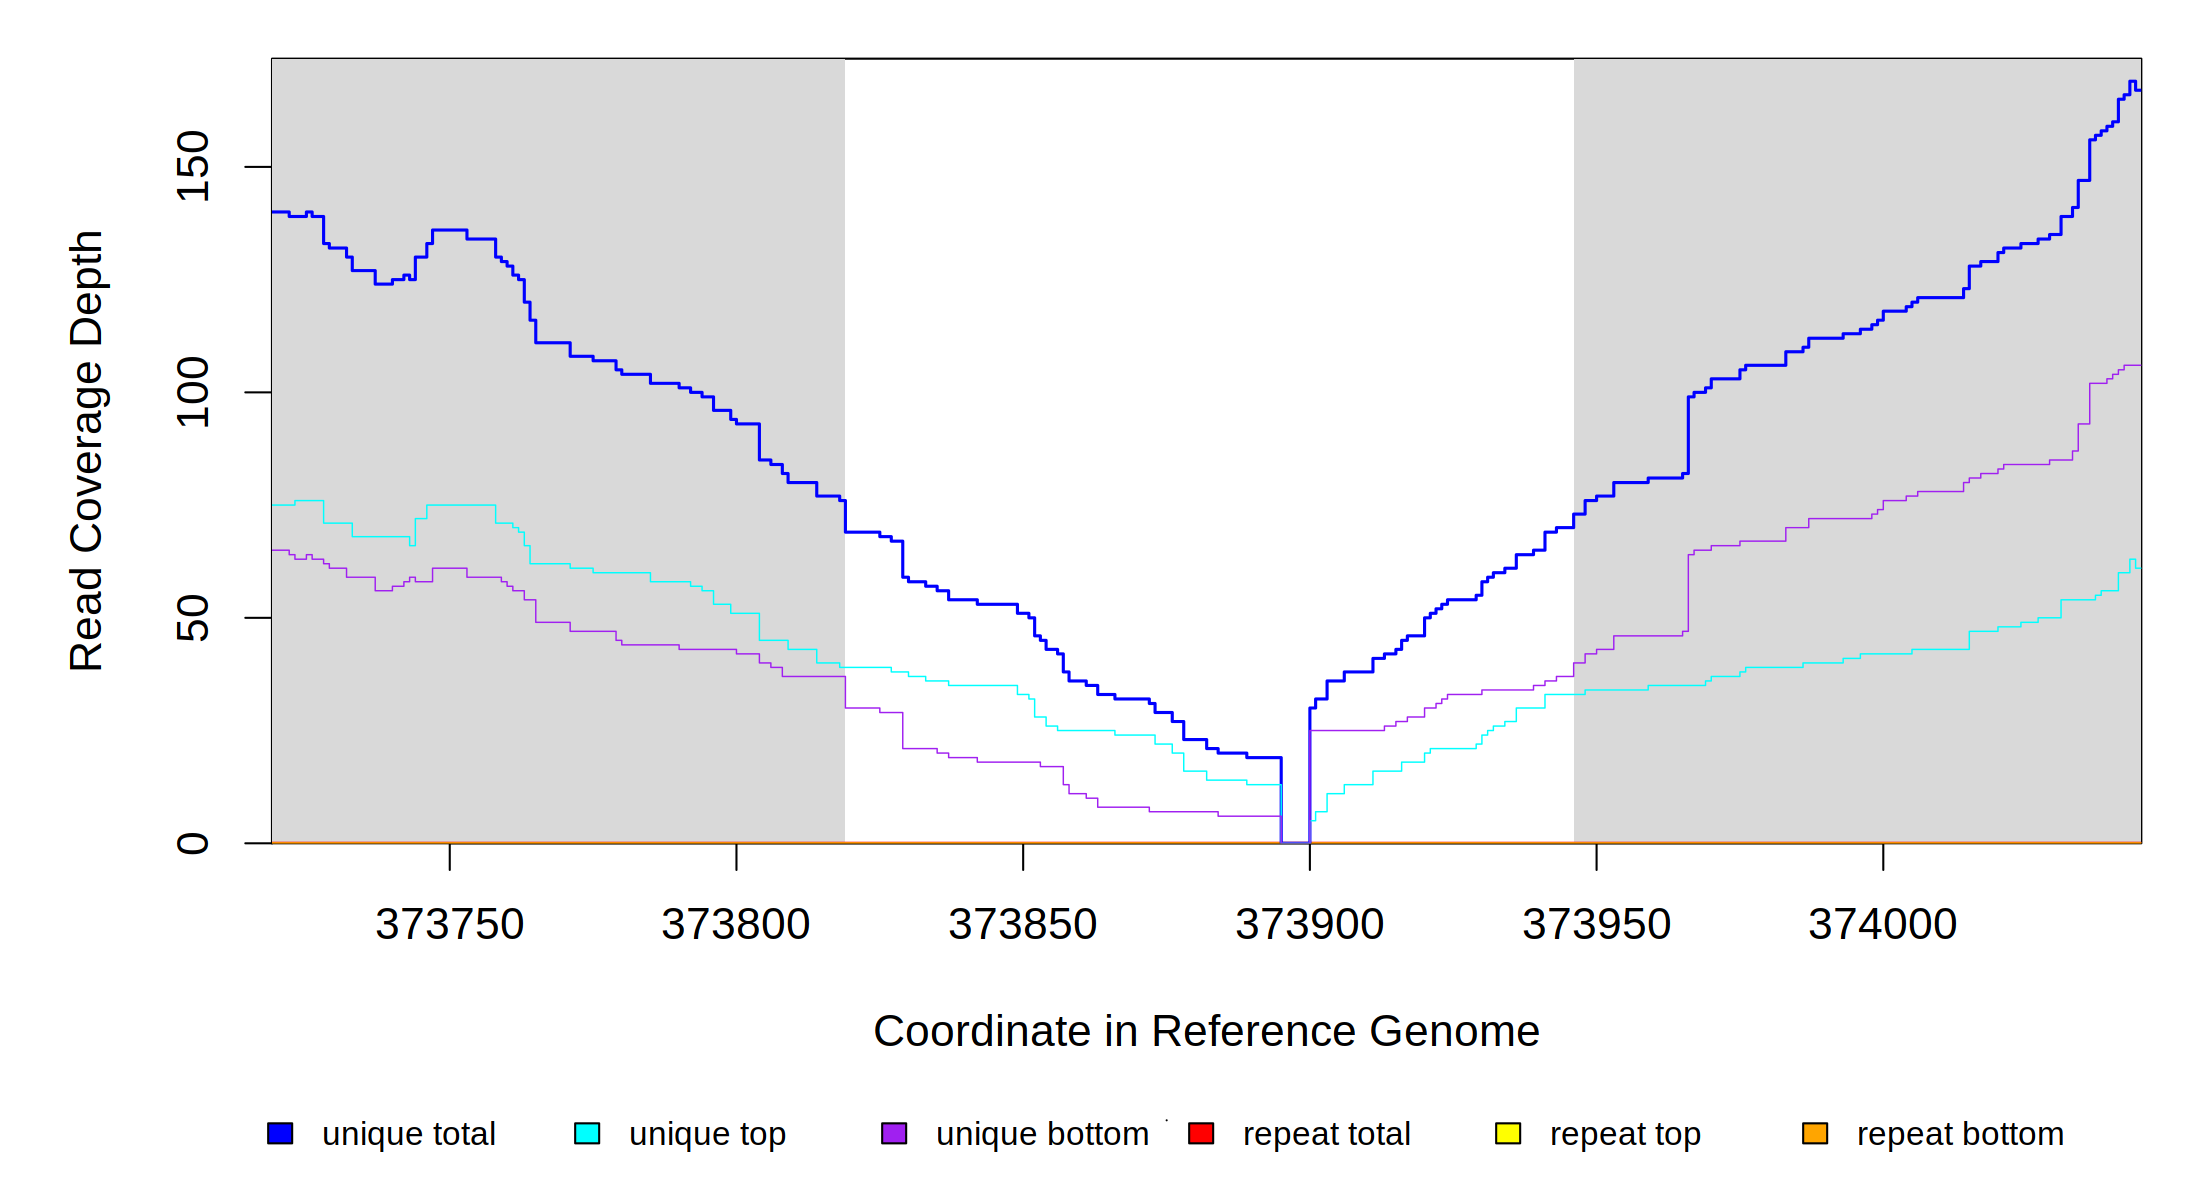 Read Coverage Depth
150
100
50
0
373750 373800 373850 373900 373950 374000
Coordinate in Reference Genome
unique total unique top unique bottom repeat total repeat top repeat bottom